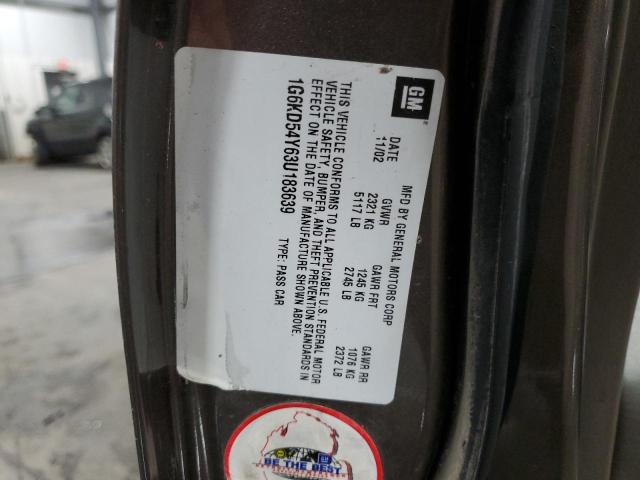 GM
MFD BY GENERAL MOTORS CORP
DATE GVWR GAWR FRT GAWR RR
11/02 2321 KG 1245 KG 1076 KG
5117 LB 2745 LB 2372 LB
THIS VEHICLE CONFORMS TO ALL APPLICABLE U.S. FEDERAL MOTOR
VEHICLE SAFETY, BUMPER, AND THEFT PREVENTION STANDARDS IN
EFFECT ON THE DATE OF MANUFACTURE SHOWN ABOVE.
1G6KD54Y63U183639 TYPE: PASS CAR
BE THE BEST